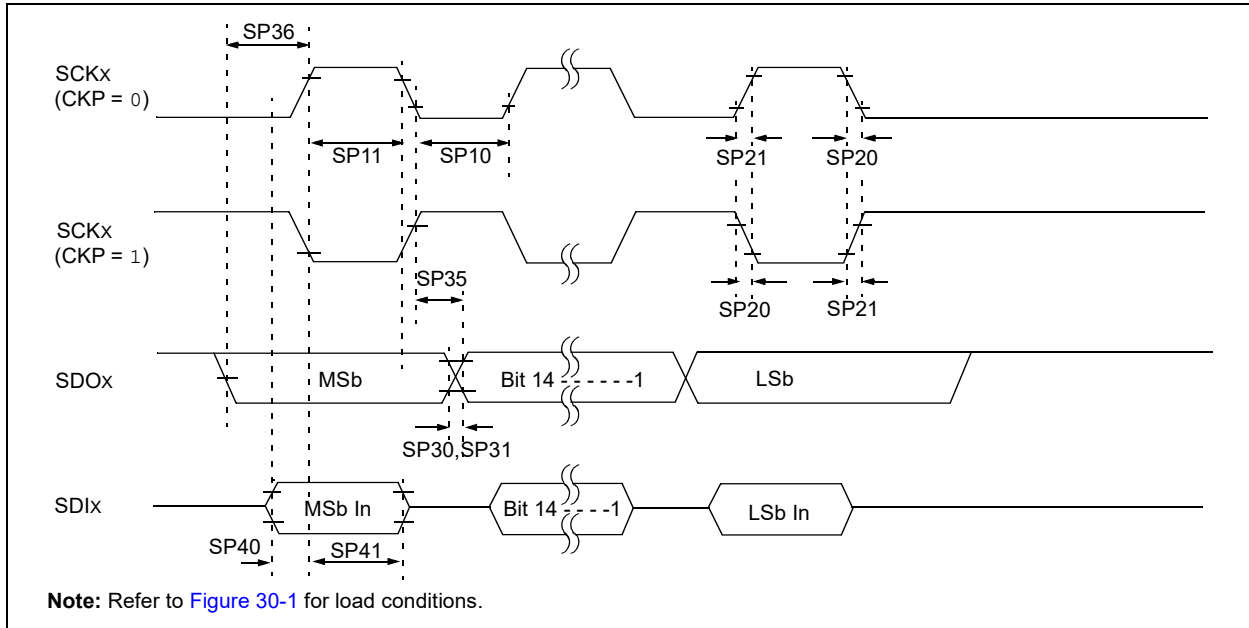 SP36
SCKx
(CKP = 0)
SP11
SP10
SP21
SP20
SCKx
(CKP = 1)
SP35
SP20
SP21
SDOx
MSb
Bit 14 - - - - - -1
LSb
SP30,SP31
SDIx
MSb In
Bit 14 - - - -1
LSb In
SP40
SP41
Note: Refer to Figure 30-1 for load conditions.